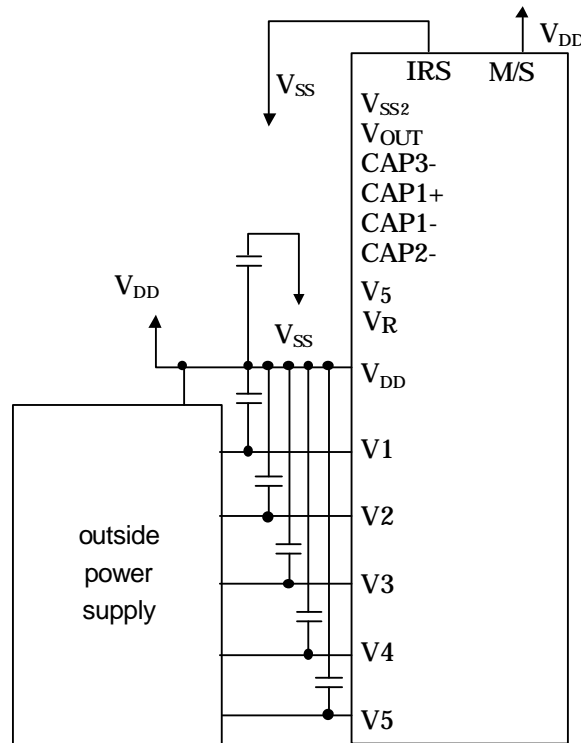 V_DD
IRS M/S
V_SS
V_SS2
V_OUT
CAP3-
CAP1+
CAP1-
CAP2-
V_DD
V5
V_R
V_SS
V_DD
V1
V2
outside
power
supply
V3
V4
V5